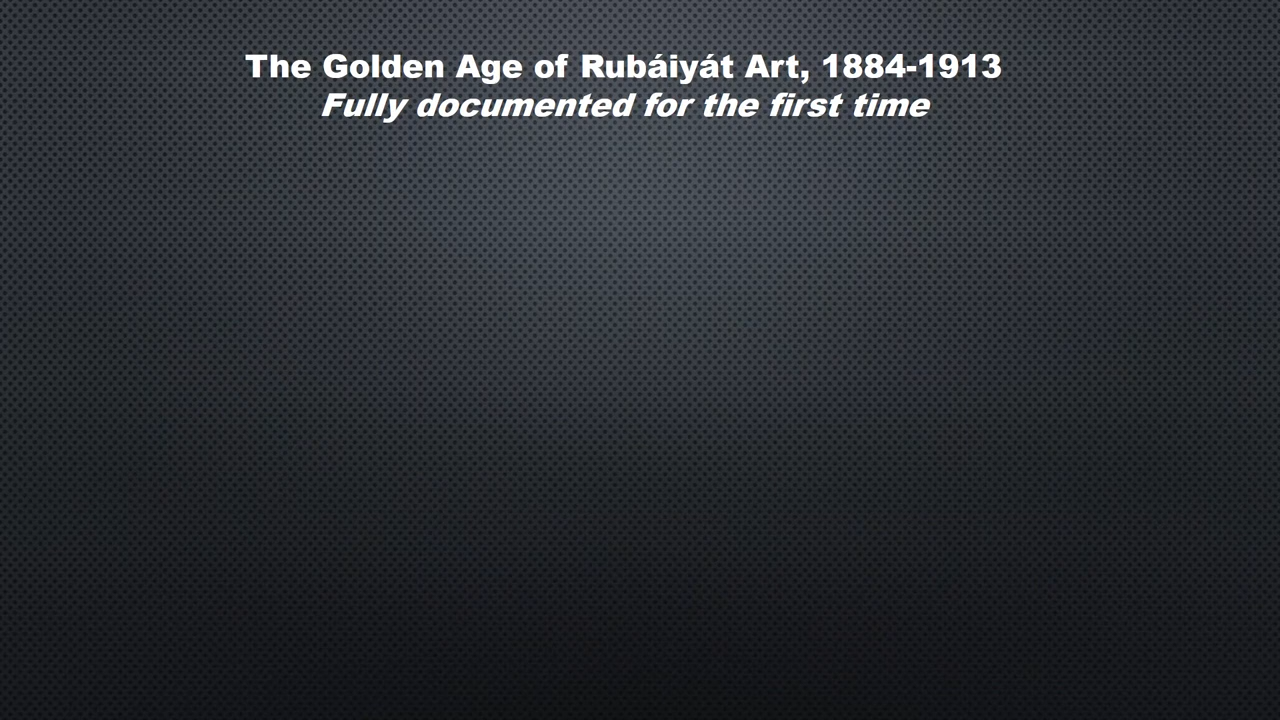 The Golden Age of Rubáiyát Art, 1884-1913
Fully documented for the first time